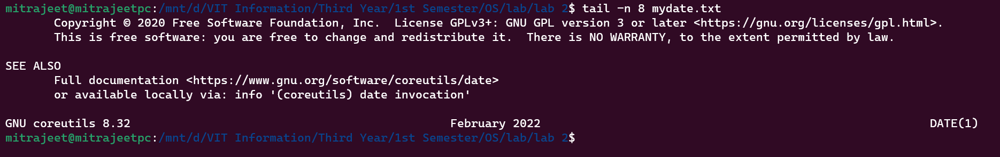 mitrajeet@mitrajeetpc:/mnt/d/VIT Information/Third Year/1st Semester/OS/lab/lab 2$ tail -n 8 mydate.txt
Copyright © 2020 Free Software Foundation, Inc.  License GPLv3+: GNU GPL version 3 or later <https://gnu.org/licenses/gpl.html>.
This is free software: you are free to change and redistribute it.  There is NO WARRANTY, to the extent permitted by law.
SEE ALSO
Full documentation <https://www.gnu.org/software/coreutils/date>
or available locally via: info '(coreutils) date invocation'
GNU coreutils 8.32 February 2022 DATE(1)
mitrajeet@mitrajeetpc:/mnt/d/VIT Information/Third Year/1st Semester/OS/lab/lab 2$